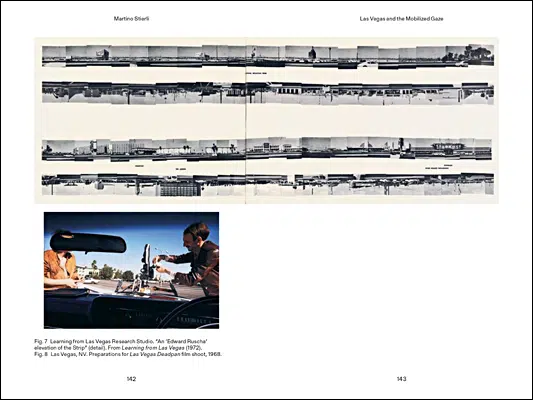 Martino Stierli
Las Vegas and the Mobilized Gaze
Fig. 7 Learning from Las Vegas Research Studio. "An 'Edward Ruscha'
elevation of the Strip" (detail). From Learning from Las Vegas (1972).
Fig. 8 Las Vegas, NV. Preparations for Las Vegas Deadpan film shoot, 1968.
142
143